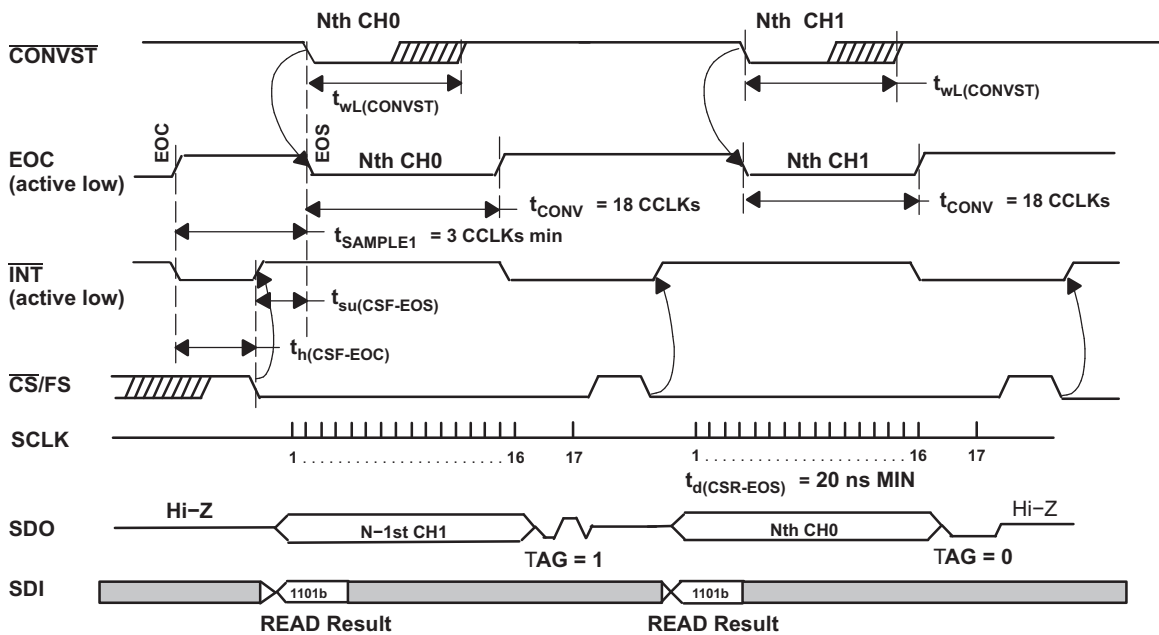 Nth CH0 Nth CH1
CONVST
twL(CONVST) twL(CONVST)
EOC EOS
EOC
(active low)
Nth CH0 Nth CH1
tCONV = 18 CCLKs tCONV = 18 CCLKs
tSAMPLE1 = 3 CCLKs min
INT
(active low)
tsu(CSF-EOS)
th(CSF-EOC)
CS/FS
SCLK
1 . . . . . . . . . . . . . . . . . . . . 16 17 1 . . . . . . . . . . . . . . . . . . . . 16 17
td(CSR-EOS) = 20 ns MIN
Hi–Z Hi–Z
SDO
N–1st CH1 Nth CH0
TAG = 1 TAG = 0
SDI
1101b 1101b
READ Result READ Result